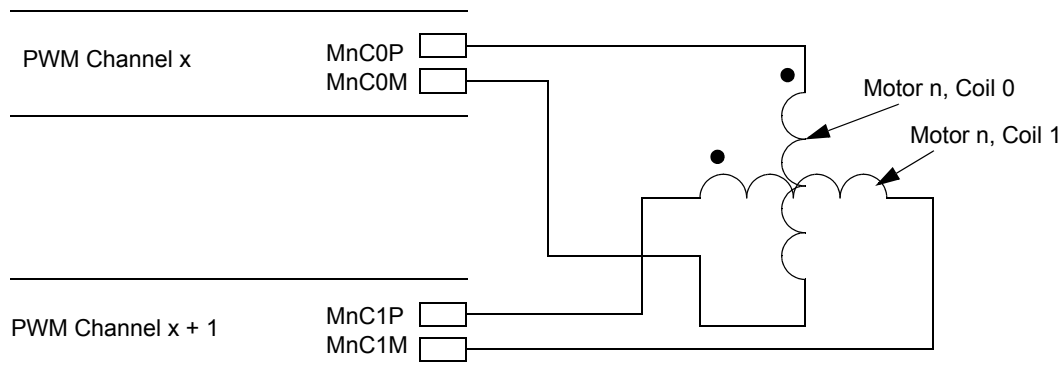 PWM Channel x
MnC0P
MnC0M
Motor n, Coil 0
Motor n, Coil 1
PWM Channel x + 1
MnC1P
MnC1M